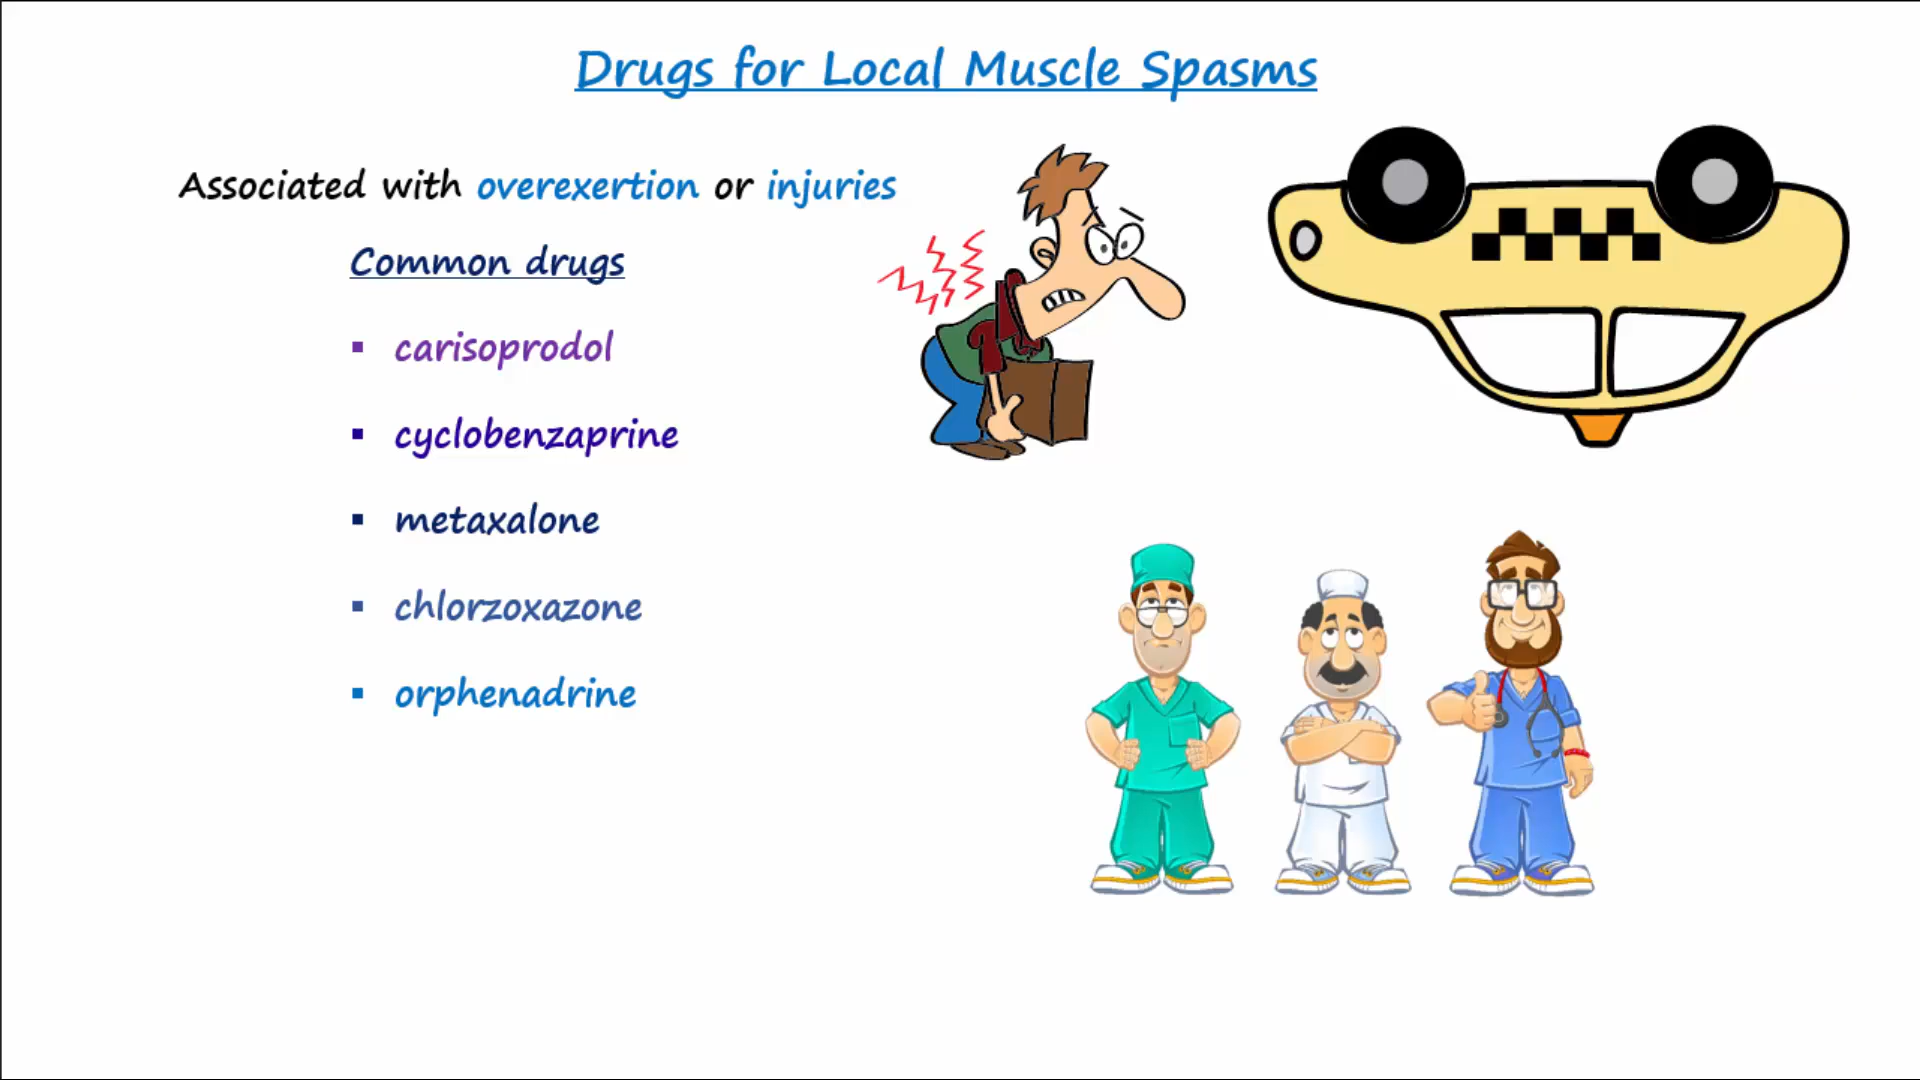 Drugs for Local Muscle Spasms
Associated with overexertion or injuries
Common drugs
▪ carisoprodol
▪ cyclobenzaprine
▪ metaxalone
▪ chlorzoxazone
▪ orphenadrine